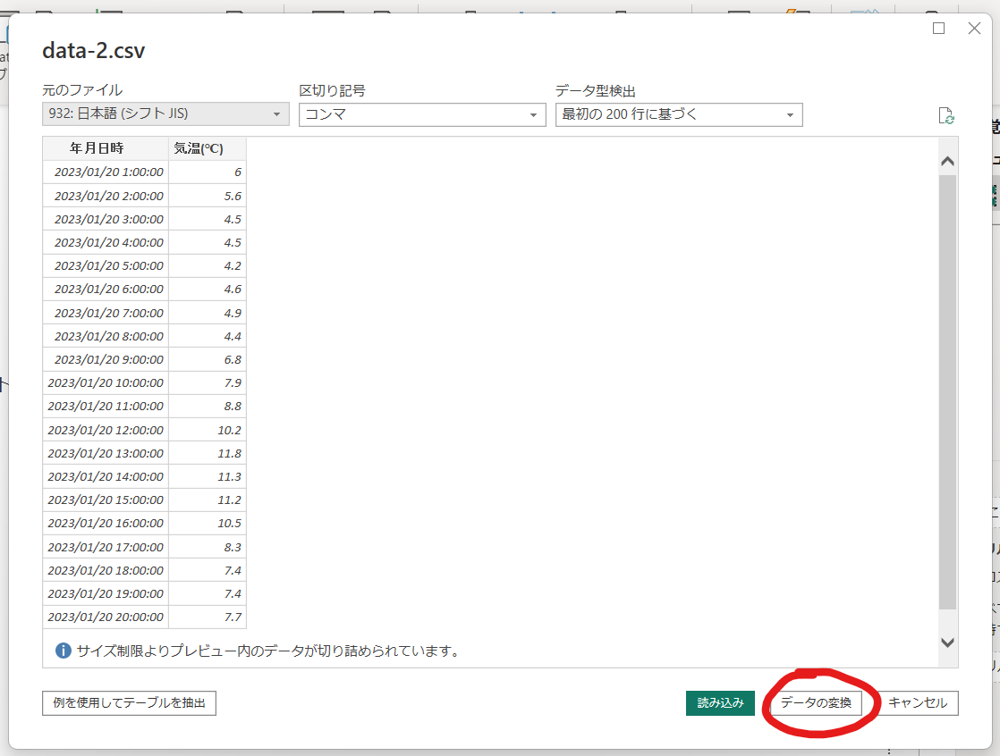 data-2.csv
元のファイル 区切り記号 データ型検出
932: 日本語 (シフト JIS) コンマ 最初の 200 行に基づく
年月日時 気温(℃)
2023/01/20 1:00:00 6
2023/01/20 2:00:00 5.6
2023/01/20 3:00:00 4.5
2023/01/20 4:00:00 4.5
2023/01/20 5:00:00 4.2
2023/01/20 6:00:00 4.6
2023/01/20 7:00:00 4.9
2023/01/20 8:00:00 4.4
2023/01/20 9:00:00 6.8
2023/01/20 10:00:00 7.9
2023/01/20 11:00:00 8.8
2023/01/20 12:00:00 10.2
2023/01/20 13:00:00 11.8
2023/01/20 14:00:00 11.3
2023/01/20 15:00:00 11.2
2023/01/20 16:00:00 10.5
2023/01/20 17:00:00 8.3
2023/01/20 18:00:00 7.4
2023/01/20 19:00:00 7.4
2023/01/20 20:00:00 7.7
サイズ制限よりプレビュー内のデータが切り詰められています。
例を使用してテーブルを抽出 読み込み データの変換 キャンセル